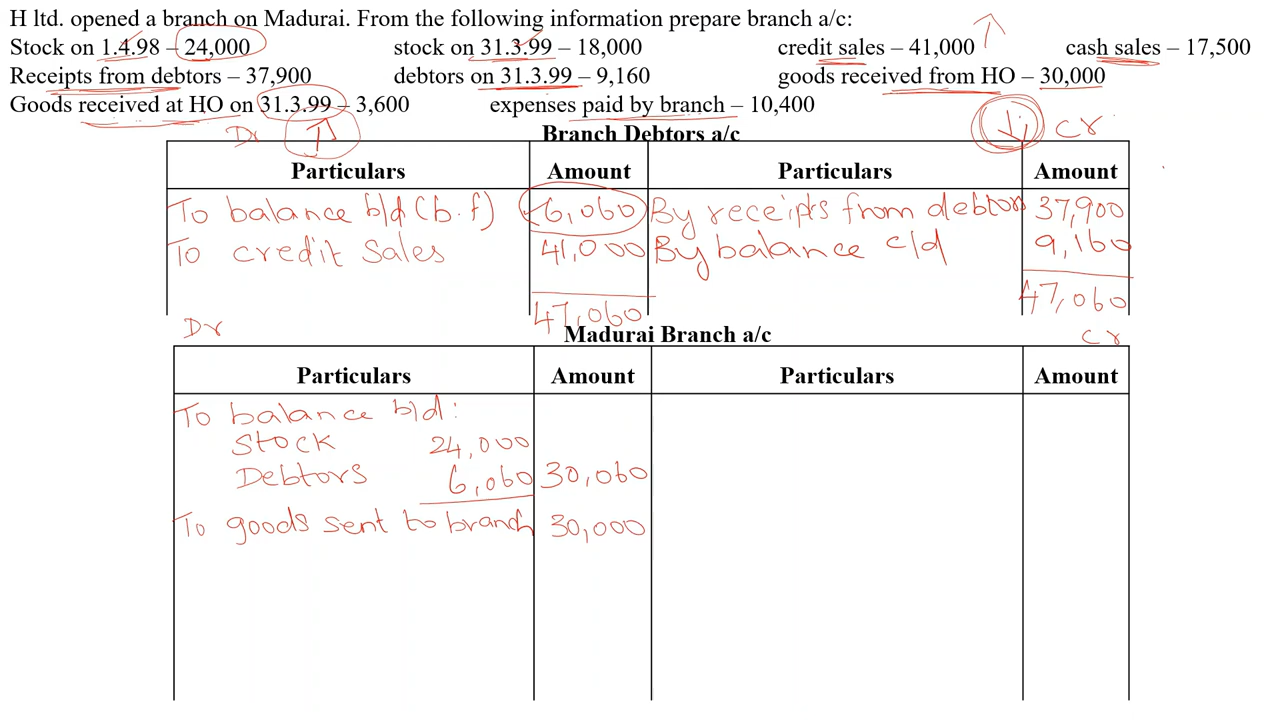 H ltd. opened a branch on Madurai. From the following information prepare branch a/c:
Stock on 1.4.98 – 24,000 stock on 31.3.99 – 18,000 credit sales – 41,000 cash sales – 17,500
Receipts from debtors – 37,900 debtors on 31.3.99 – 9,160 goods received from HO – 30,000
Goods received at HO on 31.3.99 – 3,600 expenses paid by branch – 10,400
Dr Branch Debtors a/c Cr
Particulars Amount Particulars Amount
To balance b/d (b.f) 6,060 By receipts from debtors 37,900
To credit sales 41,000 By balance c/d 9,160
47,060 47,060
Dr Madurai Branch a/c Cr
Particulars Amount Particulars Amount
To balance b/d:
Stock 24,000
Debtors 6,060 30,060
To goods sent to branch 30,000